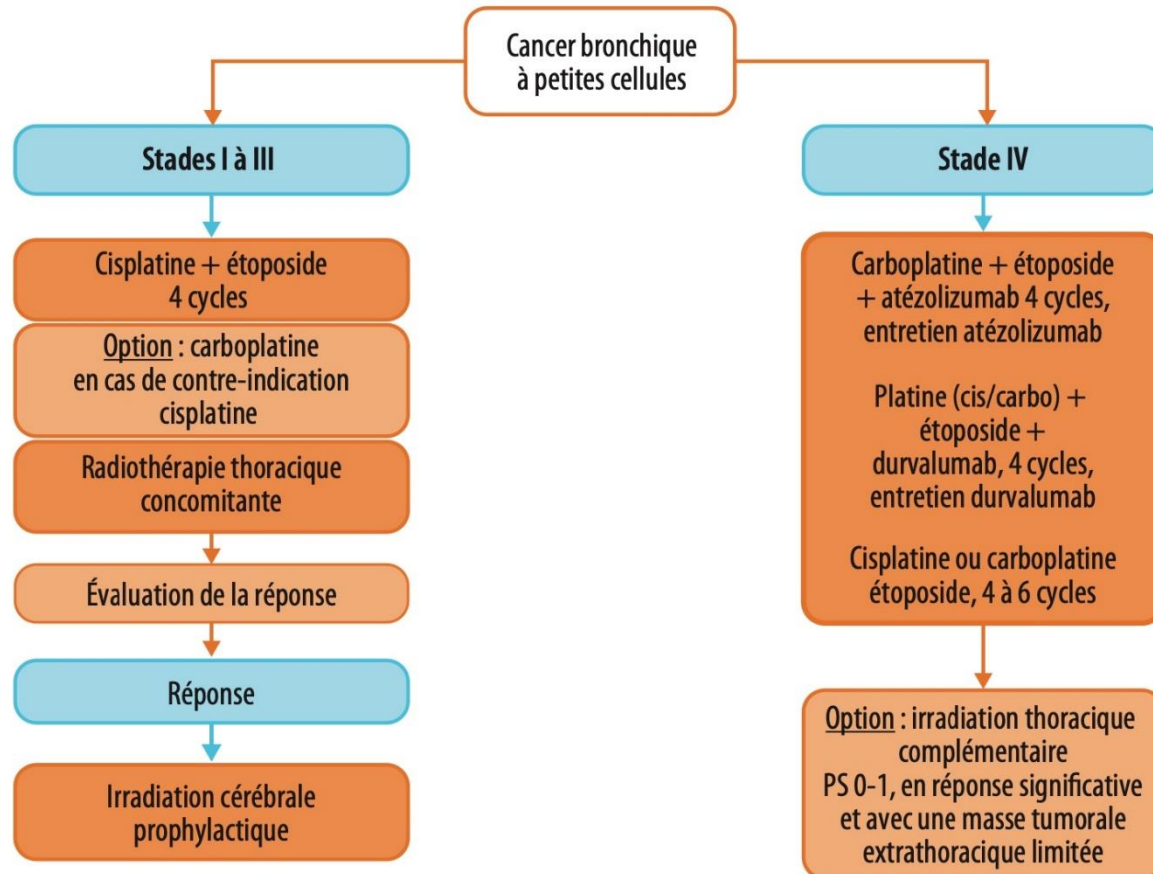 Cancer bronchique
à petites cellules
Stades I à III
Cisplatine + étoposide
4 cycles
Option : carboplatine
en cas de contre-indication
cisplatine
Radiothérapie thoracique
concomitante
Évaluation de la réponse
Réponse
Irradiation cérébrale
prophylactique
Stade IV
Carboplatine + étoposide
+ atézolizumab 4 cycles,
entretien atézolizumab
Platine (cis/carbo) +
étoposide +
durvalumab, 4 cycles,
entretien durvalumab
Cisplatine ou carboplatine
étoposide, 4 à 6 cycles
Option : irradiation thoracique
complémentaire
PS 0-1, en réponse significative
et avec une masse tumorale
extrathoracique limitée